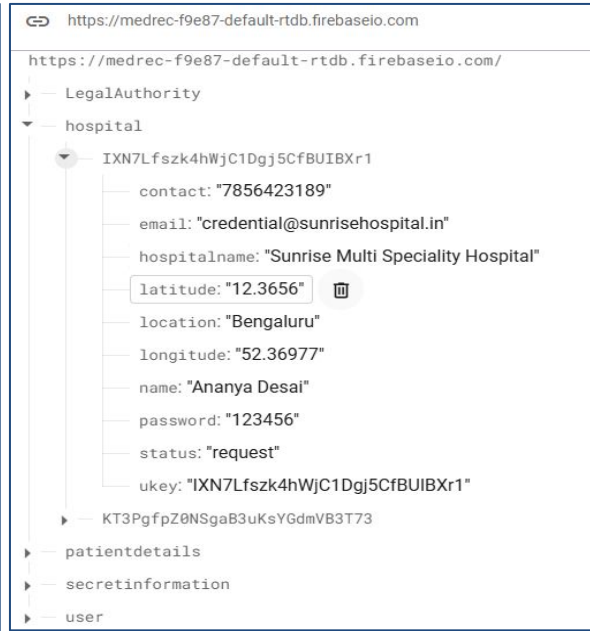 https://medrec-f9e87-default-rtdb.firebaseio.com
https://medrec-f9e87-default-rtdb.firebaseio.com/
LegalAuthority
hospital
IXN7Lfszk4hWjC1Dgj5CfBUIBXr1
contact: "7856423189"
email: "credential@sunrisehospital.in"
hospitalname: "Sunrise Multi Speciality Hospital"
latitude: "12.3656"
location: "Bengaluru"
longitude: "52.36977"
name: "Ananya Desai"
password: "123456"
status: "request"
ukey: "IXN7Lfszk4hWjC1Dgj5CfBUIBXr1"
KT3PgfpZ0NSgaB3uKsYGdmVB3T73
patientdetails
secretinformation
user